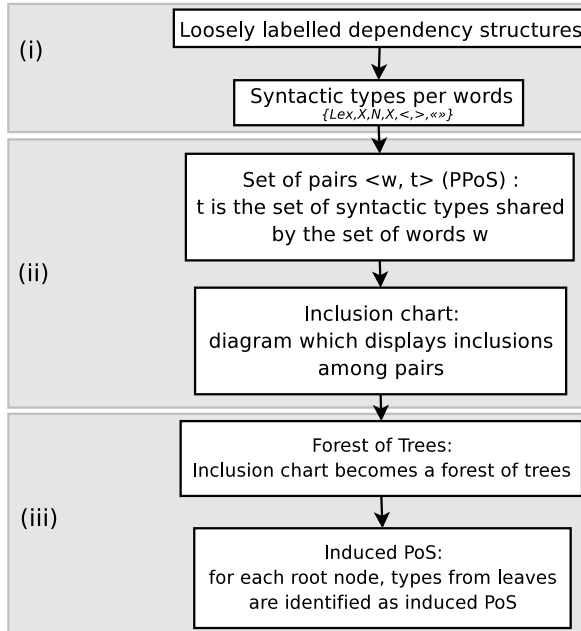 (i)
Loosely labelled dependency structures
Syntactic types per words
{Lex,X,N,X,<,>,«»}
(ii)
Set of pairs <w, t> (PPoS) :
t is the set of syntactic types shared
by the set of words w
Inclusion chart:
diagram which displays inclusions
among pairs
(iii)
Forest of Trees:
Inclusion chart becomes a forest of trees
Induced PoS:
for each root node, types from leaves
are identified as induced PoS